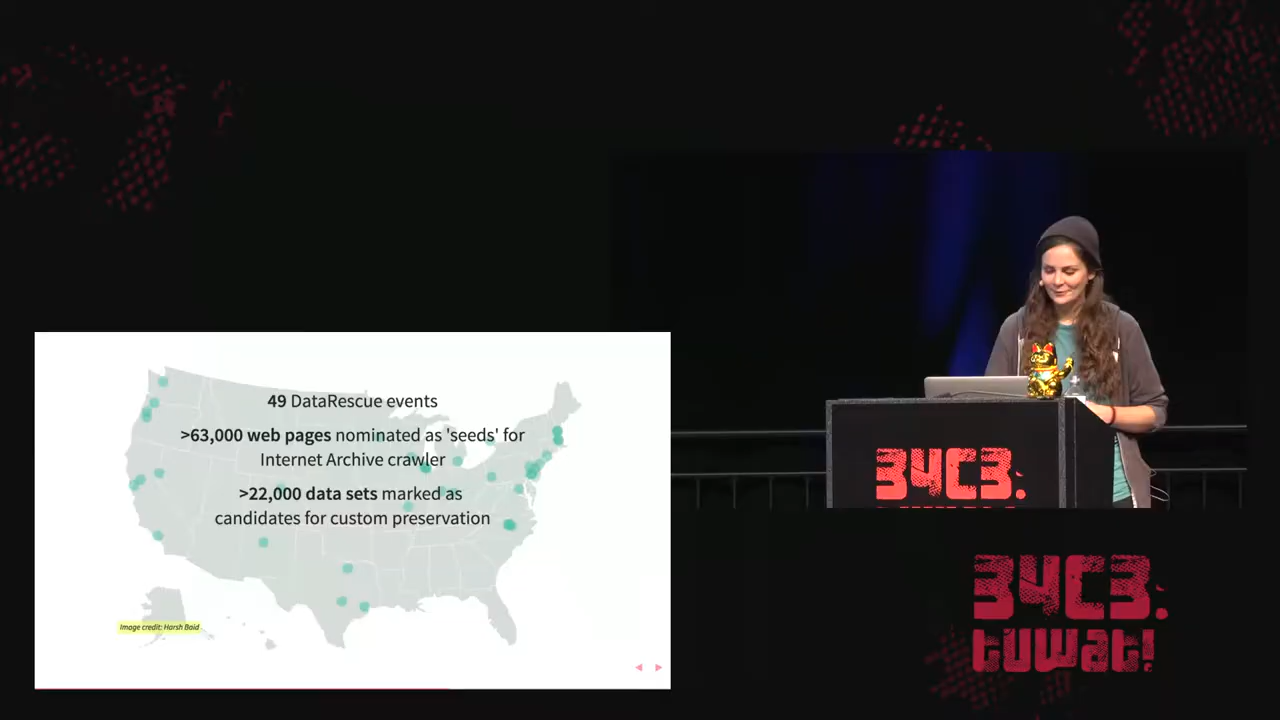 49 DataRescue events
>63,000 web pages nominated as 'seeds' for
Internet Archive crawler
>22,000 data sets marked as
candidates for custom preservation
Image credit: Harsh Baid
34C3.
tuwat!
34C3.
tuwat!